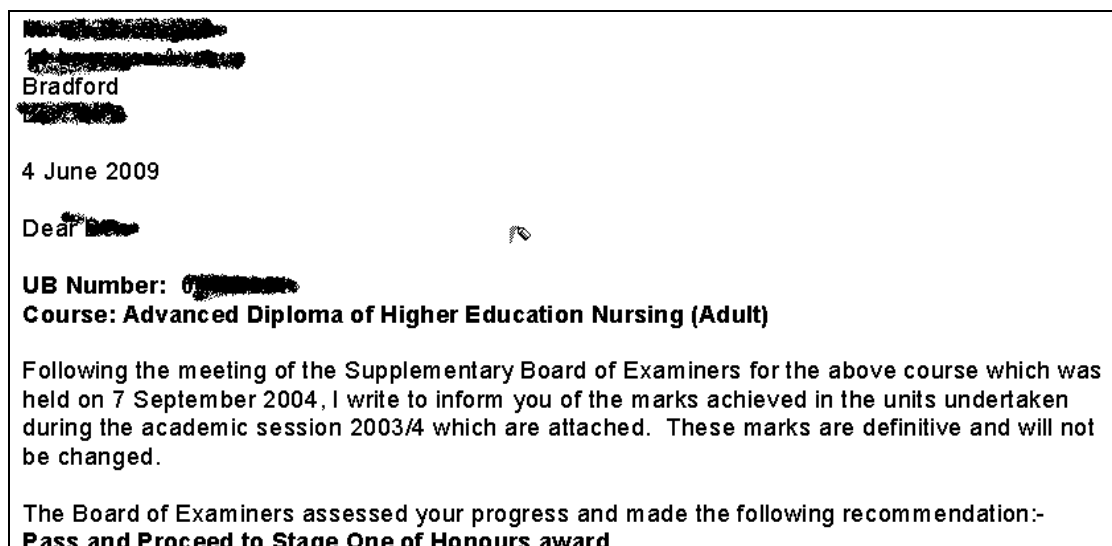 Bradford
4 June 2009
Dear
UB Number:
Course: Advanced Diploma of Higher Education Nursing (Adult)
Following the meeting of the Supplementary Board of Examiners for the above course which was
held on 7 September 2004, I write to inform you of the marks achieved in the units undertaken
during the academic session 2003/4 which are attached.  These marks are definitive and will not
be changed.
The Board of Examiners assessed your progress and made the following recommendation:-
Pass and Proceed to Stage One of Honours award